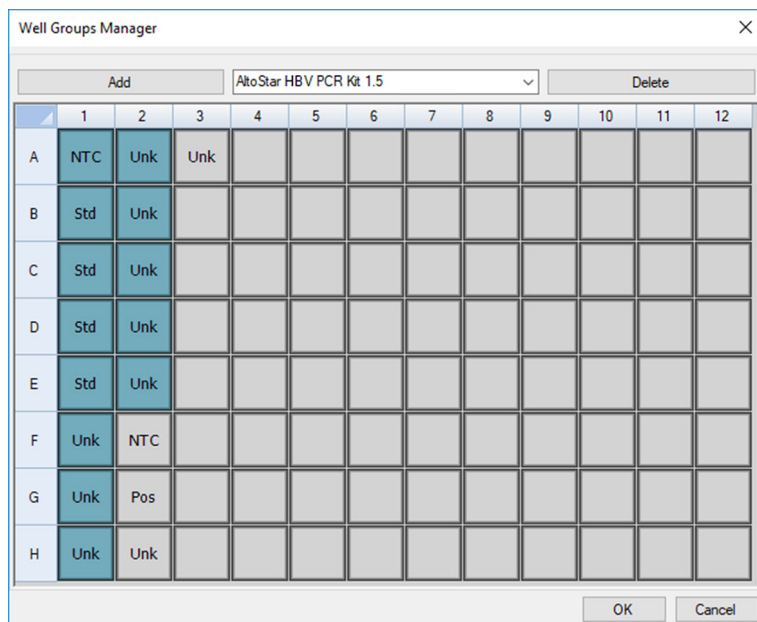 Well Groups Manager
Add AltoStar HBV PCR Kit 1.5 Delete
1 2 3 4 5 6 7 8 9 10 11 12
A NTC Unk Unk
B Std Unk
C Std Unk
D Std Unk
E Std Unk
F Unk NTC
G Unk Pos
H Unk Unk
OK Cancel